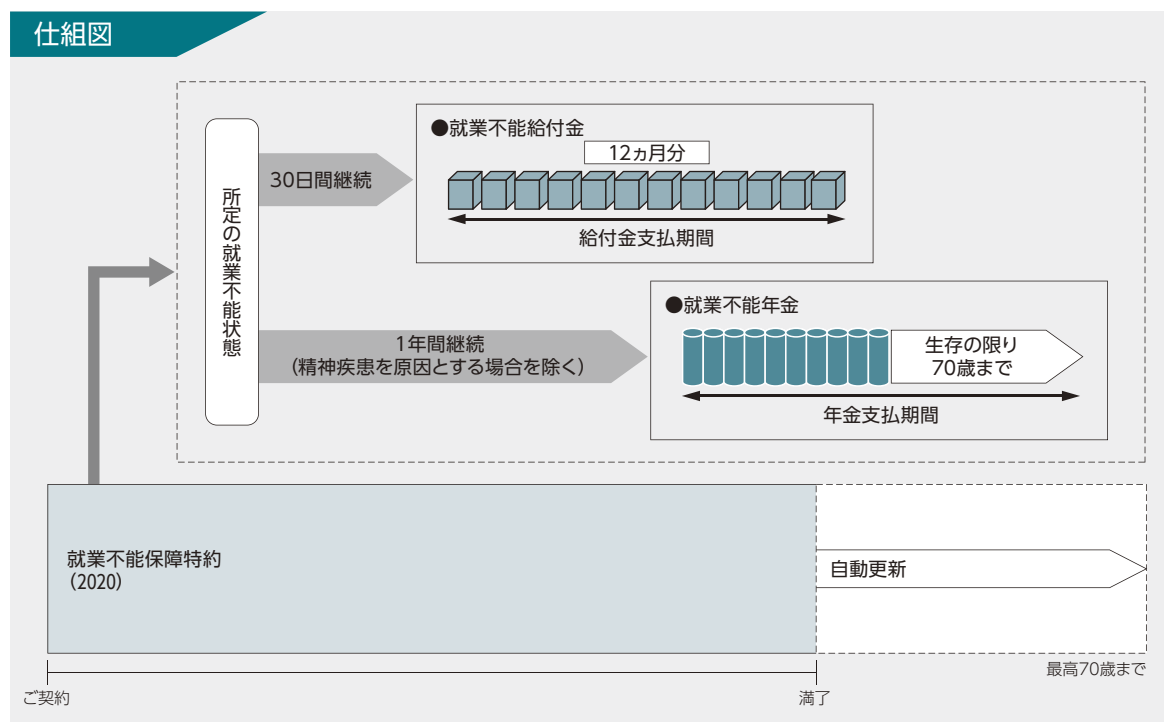 仕組図
所定の就業不能状態
30日間継続
●就業不能給付金
12ヵ月分
給付金支払期間
1年間継続
（精神疾患を原因とする場合を除く）
●就業不能年金
生存の限り
70歳まで
年金支払期間
就業不能保障特約
（2020）
自動更新
最高70歳まで
ご契約
満了